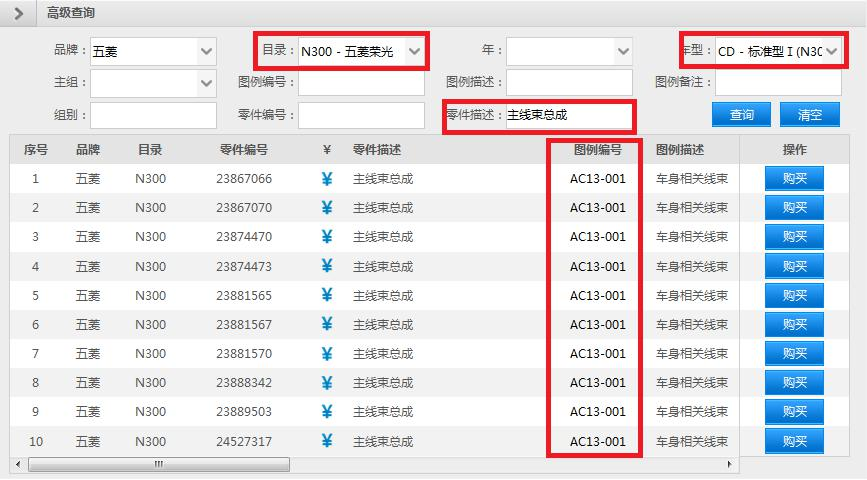 高级查询
品牌： 五菱 目录： N300 - 五菱荣光 年： 车型： CD - 标准型 I (N30
主组： 图例编号： 图例描述： 图例备注：
组别： 零件编号： 零件描述： 主线束总成 查询 清空
序号 品牌 目录 零件编号 ¥ 零件描述 图例编号 图例描述 操作
1 五菱 N300 23867066 ¥ 主线束总成 AC13-001 车身相关线束 购买
2 五菱 N300 23867070 ¥ 主线束总成 AC13-001 车身相关线束 购买
3 五菱 N300 23874470 ¥ 主线束总成 AC13-001 车身相关线束 购买
4 五菱 N300 23874473 ¥ 主线束总成 AC13-001 车身相关线束 购买
5 五菱 N300 23881565 ¥ 主线束总成 AC13-001 车身相关线束 购买
6 五菱 N300 23881567 ¥ 主线束总成 AC13-001 车身相关线束 购买
7 五菱 N300 23881570 ¥ 主线束总成 AC13-001 车身相关线束 购买
8 五菱 N300 23888342 ¥ 主线束总成 AC13-001 车身相关线束 购买
9 五菱 N300 23889503 ¥ 主线束总成 AC13-001 车身相关线束 购买
10 五菱 N300 24527317 ¥ 主线束总成 AC13-001 车身相关线束 购买